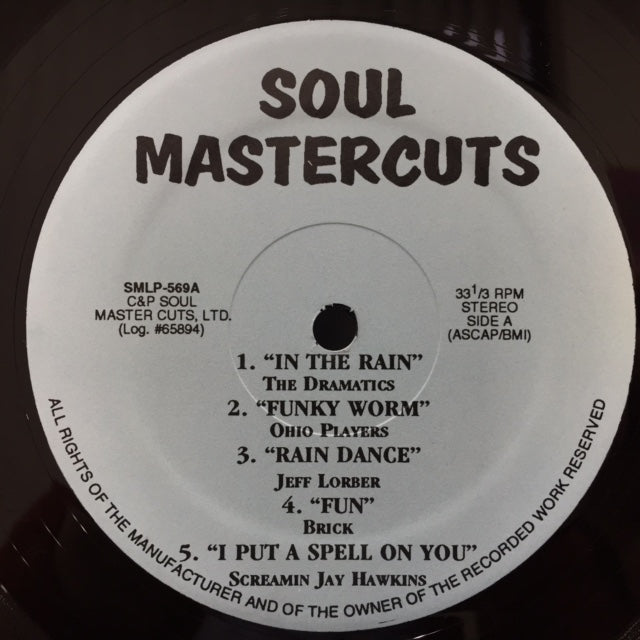 SOUL
MASTERCUTS
SMLP-569A
C&P SOUL
MASTER CUTS, LTD.
(Log. #65894)
33 1/3 RPM
STEREO
SIDE A
(ASCAP/BMI)
1. “IN THE RAIN”
THE DRAMATICS
2. “FUNKY WORM”
OHIO PLAYERS
3. “RAIN DANCE”
JEFF LORBER
4. “FUN”
BRICK
5. “I PUT A SPELL ON YOU”
SCREAMIN JAY HAWKINS
ALL RIGHTS OF THE MANUFACTURER AND OF THE OWNER OF THE RECORDED WORK RESERVED